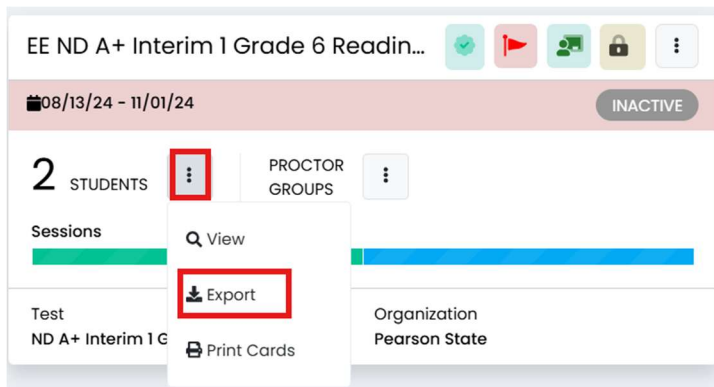 EE ND A+ Interim 1 Grade 6 Readin...
08/13/24 - 11/01/24
INACTIVE
2 STUDENTS
PROCTOR
GROUPS
Sessions
View
Export
Print Cards
Test
ND A+ Interim 1 G
Organization
Pearson State